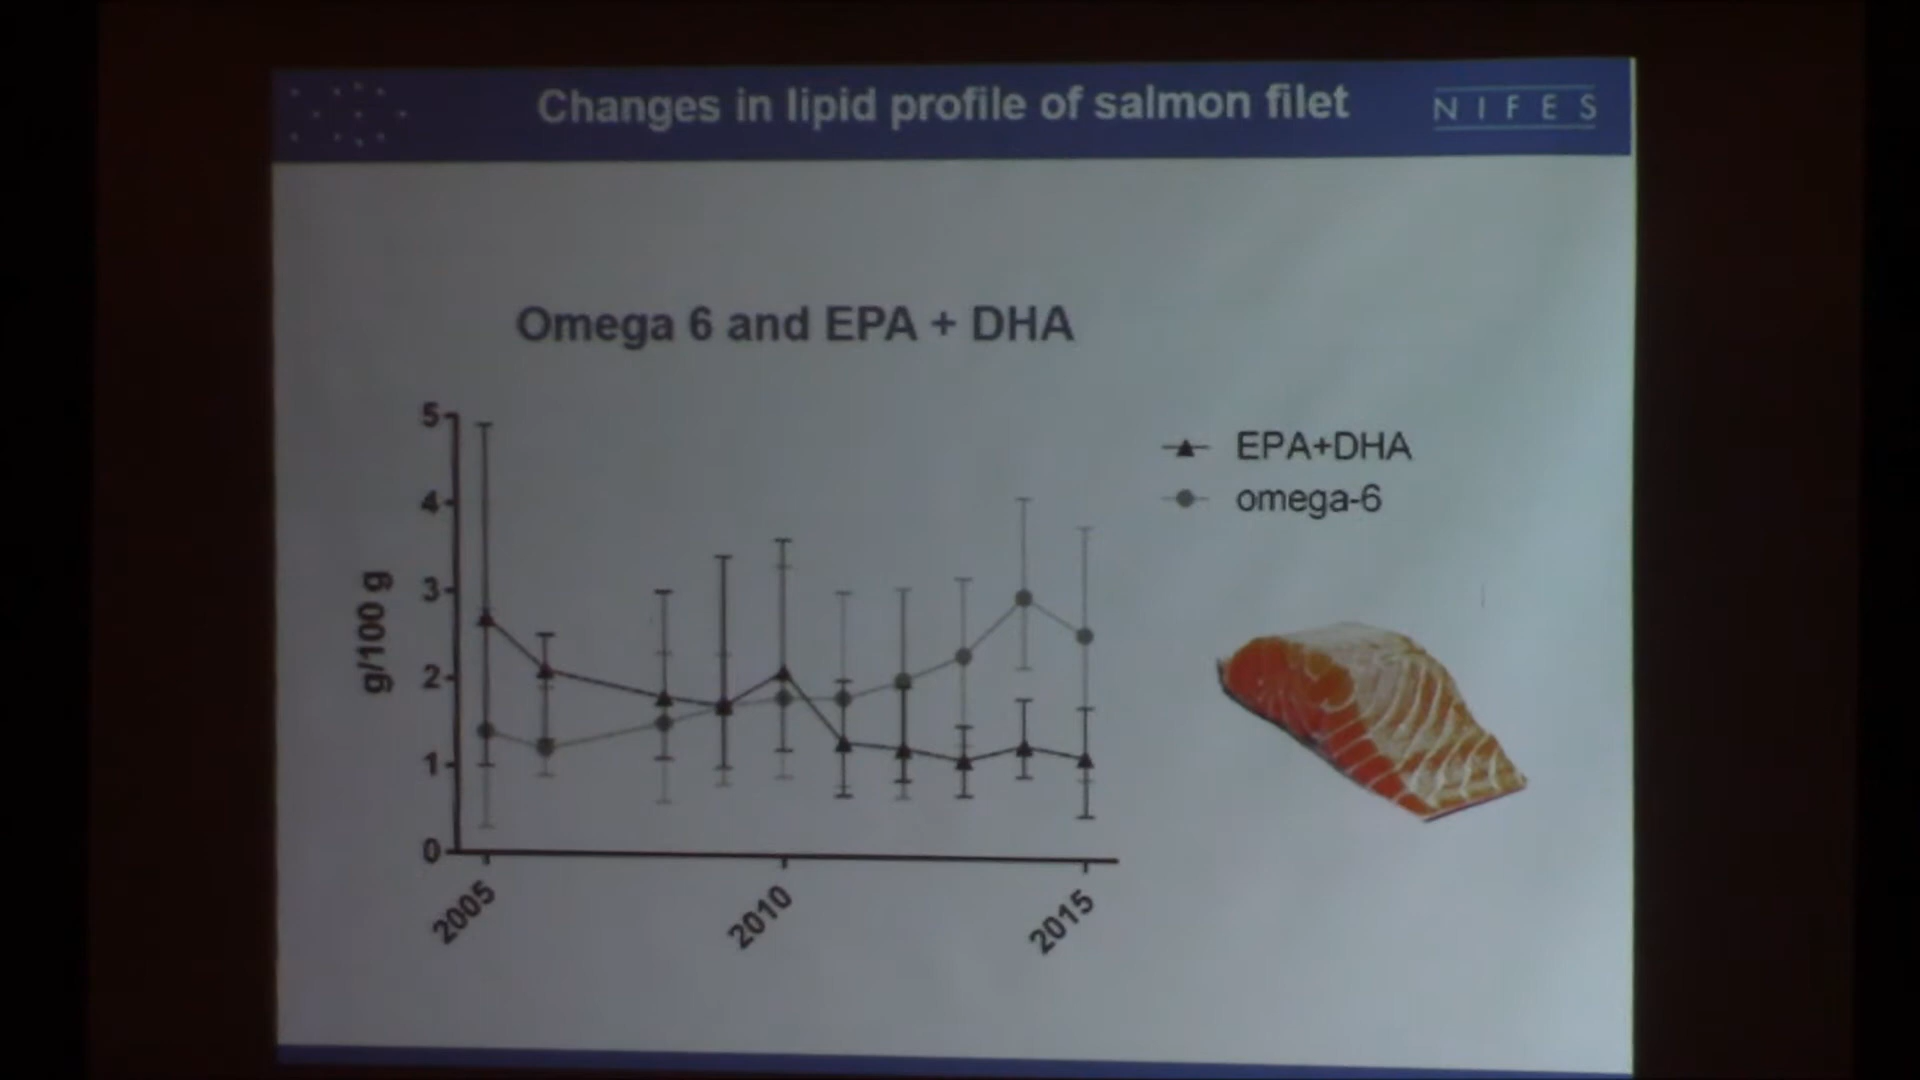 Changes in lipid profile of salmon filet
NIFES
Omega 6 and EPA + DHA
5
4
3
2
1
0
g/100 g
2005
2010
2015
EPA+DHA
omega-6